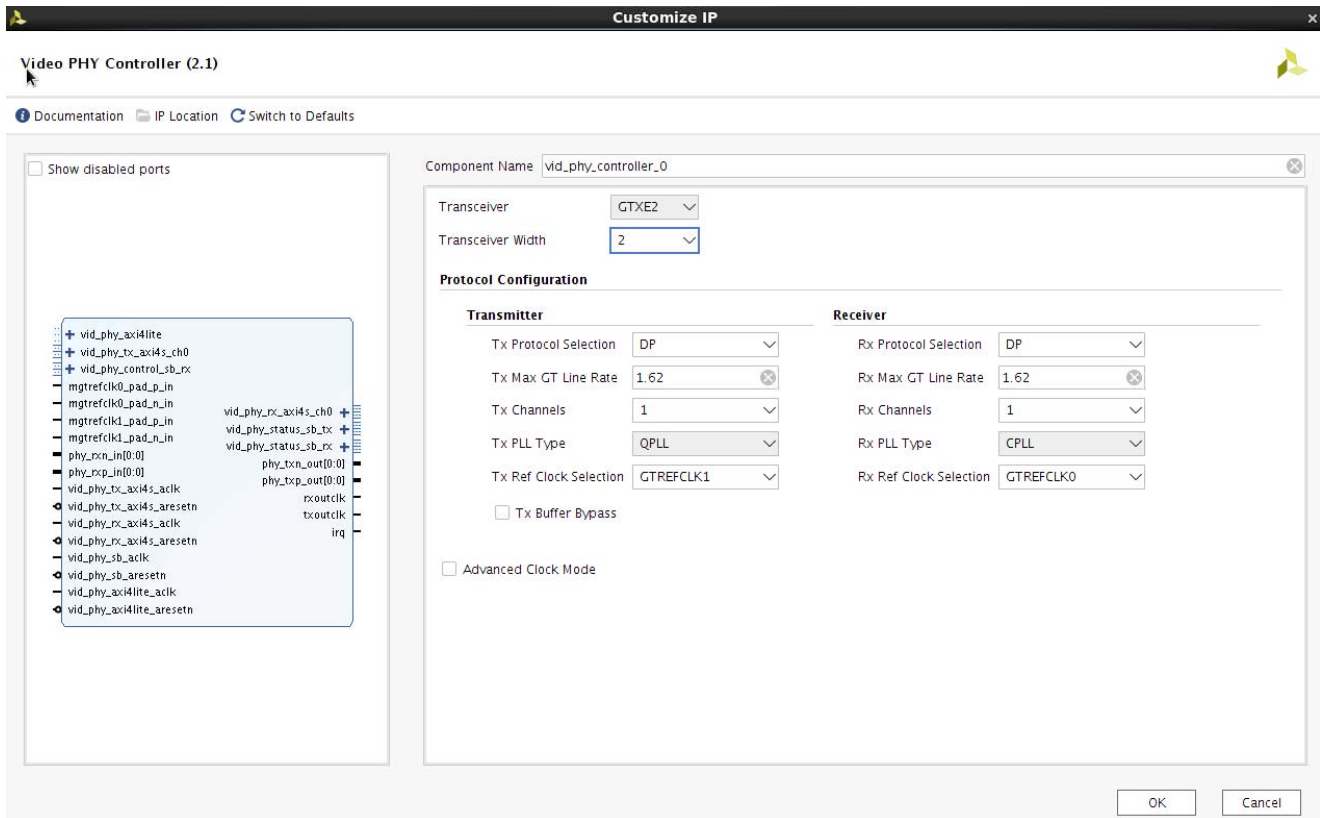 Customize IP
Video PHY Controller (2.1)
Documentation IP Location Switch to Defaults
Show disabled ports
vid_phy_axi4lite
vid_phy_tx_axi4s_ch0
vid_phy_control_sb_rx
mgtrefclk0_pad_p_in
mgtrefclk0_pad_n_in
mgtrefclk1_pad_p_in
mgtrefclk1_pad_n_in
phy_rxn_in[0:0]
phy_rxp_in[0:0]
vid_phy_tx_axi4s_aclk
vid_phy_tx_axi4s_aresetn
vid_phy_rx_axi4s_aclk
vid_phy_rx_axi4s_aresetn
vid_phy_sb_aclk
vid_phy_sb_aresetn
vid_phy_axi4lite_aclk
vid_phy_axi4lite_aresetn
vid_phy_rx_axi4s_ch0
vid_phy_status_sb_tx
vid_phy_status_sb_rx
phy_txn_out[0:0]
phy_txp_out[0:0]
rxoutclk
txoutclk
irq
Component Name vid_phy_controller_0
Transceiver GTXE2
Transceiver Width 2
Protocol Configuration
Transmitter
Tx Protocol Selection DP
Tx Max GT Line Rate 1.62
Tx Channels 1
Tx PLL Type QPLL
Tx Ref Clock Selection GTREFCLK1
Tx Buffer Bypass
Receiver
Rx Protocol Selection DP
Rx Max GT Line Rate 1.62
Rx Channels 1
Rx PLL Type CPLL
Rx Ref Clock Selection GTREFCLK0
Advanced Clock Mode
OK Cancel